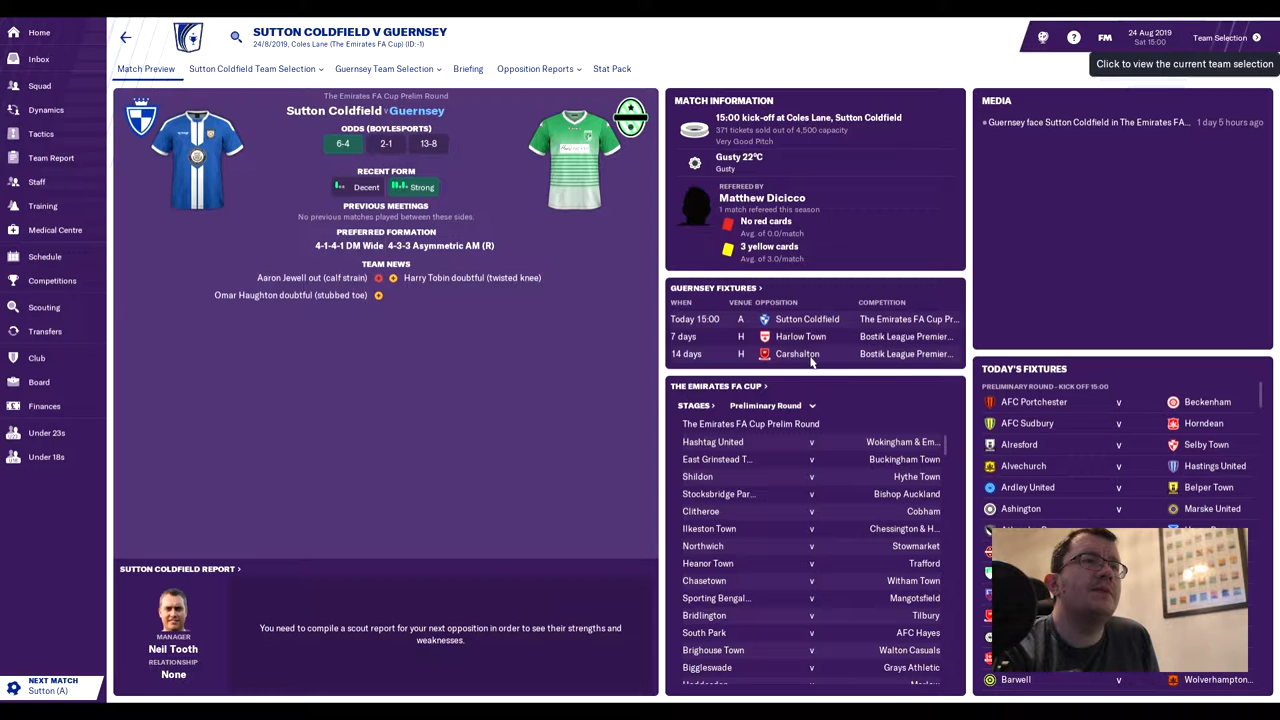 SUTTON COLDFIELD V GUERNSEY
24/8/2019, Coles Lane (The Emirates FA Cup) (ID:-1)
FM
24 Aug 2019
Sat 15:00
Team Selection
Click to view the current team selection
Home
Inbox
Squad
Dynamics
Tactics
Team Report
Staff
Training
Medical Centre
Schedule
Competitions
Scouting
Transfers
Club
Board
Finances
Under 23s
Under 18s
NEXT MATCH
Sutton (A)
Match Preview
Sutton Coldfield Team Selection
Guernsey Team Selection
Briefing
Opposition Reports
Stat Pack
The Emirates FA Cup Prelim Round
Sutton Coldfield v Guernsey
ODDS (BOYLESPORTS)
6-4 2-1 13-8
RECENT FORM
Decent Strong
PREVIOUS MEETINGS
No previous matches played between these sides.
PREFERRED FORMATION
4-1-4-1 DM Wide 4-3-3 Asymmetric AM (R)
TEAM NEWS
Aaron Jewell out (calf strain) Harry Tobin doubtful (twisted knee)
Omar Haughton doubtful (stubbed toe)
SUTTON COLDFIELD REPORT >
MANAGER
Neil Tooth
RELATIONSHIP
None
You need to compile a scout report for your next opposition in order to see their strengths and
weaknesses.
MATCH INFORMATION
15:00 kick-off at Coles Lane, Sutton Coldfield
371 tickets sold out of 4,500 capacity
Very Good Pitch
Gusty 22°C
Gusty
REFEREED BY
Matthew Dicicco
1 match refereed this season
No red cards
Avg. of 0.0/match
3 yellow cards
Avg. of 3.0/match
GUERNSEY FIXTURES >
WHEN VENUE OPPOSITION COMPETITION
Today 15:00 A Sutton Coldfield The Emirates FA Cup Pr...
7 days H Harlow Town Bostik League Premier...
14 days H Carshalton Bostik League Premier...
THE EMIRATES FA CUP >
STAGES > Preliminary Round
The Emirates FA Cup Prelim Round
Hashtag United v Wokingham & Em...
East Grinstead T... v Buckingham Town
Shildon v Hythe Town
Stocksbridge Par... v Bishop Auckland
Clitheroe v Cobham
Ilkeston Town v Chessington & H...
Northwich v Stowmarket
Heanor Town v Trafford
Chasetown v Witham Town
Sporting Bengal... v Mangotsfield
Bridlington v Tilbury
South Park v AFC Hayes
Brighouse Town v Walton Casuals
Biggleswade v Grays Athletic
MEDIA
Guernsey face Sutton Coldfield in The Emirates FA... 1 day 5 hours ago
TODAY'S FIXTURES
PRELIMINARY ROUND - KICK OFF 15:00
AFC Portchester v Beckenham
AFC Sudbury v Horndean
Alresford v Selby Town
Alvechurch v Hastings United
Ardley United v Belper Town
Ashington v Marske United
Barwell v Wolverhampton...